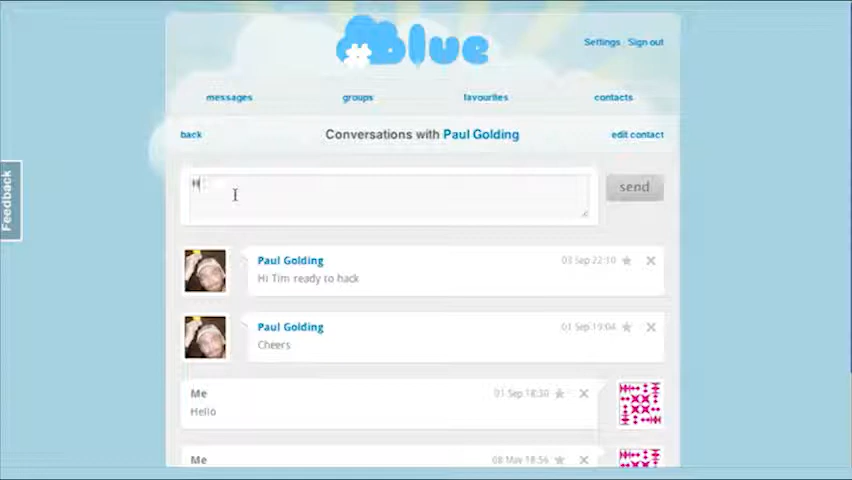 #blue
Settings Sign out
messages groups favourites contacts
back Conversations with Paul Golding edit contact
Feedback
send
Paul Golding 03 Sep 22:10
Hi Tim ready to hack
Paul Golding 01 Sep 19:04
Cheers
Me 01 Sep 18:30
Hello
Me 08 May 18:56